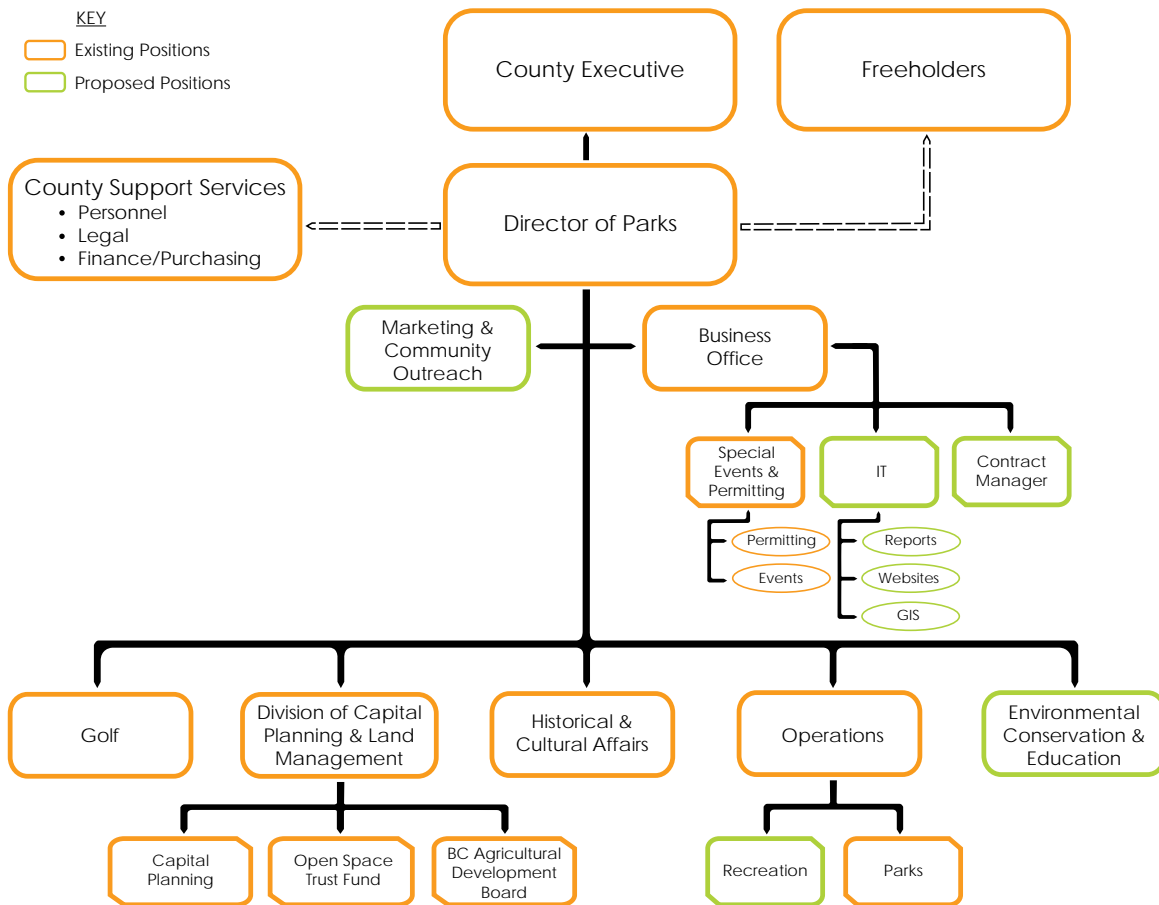 KEY
Existing Positions
Proposed Positions
County Executive
Freeholders
County Support Services
• Personnel
• Legal
• Finance/Purchasing
Director of Parks
Marketing &
Community
Outreach
Business
Office
Special
Events &
Permitting
IT
Contract
Manager
Permitting
Events
Reports
Websites
GIS
Golf
Division of Capital
Planning & Land
Management
Historical &
Cultural Affairs
Operations
Environmental
Conservation &
Education
Capital
Planning
Open Space
Trust Fund
BC Agricultural
Development
Board
Recreation
Parks